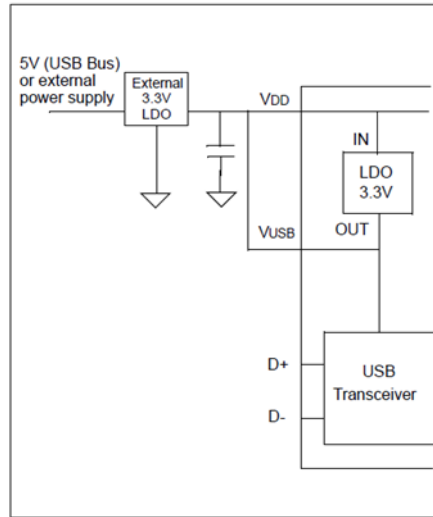 5V (USB Bus)
or external
power supply
External
3.3V
LDO
VDD
IN
LDO
3.3V
OUT
VUSB
D+
USB
Transceiver
D-